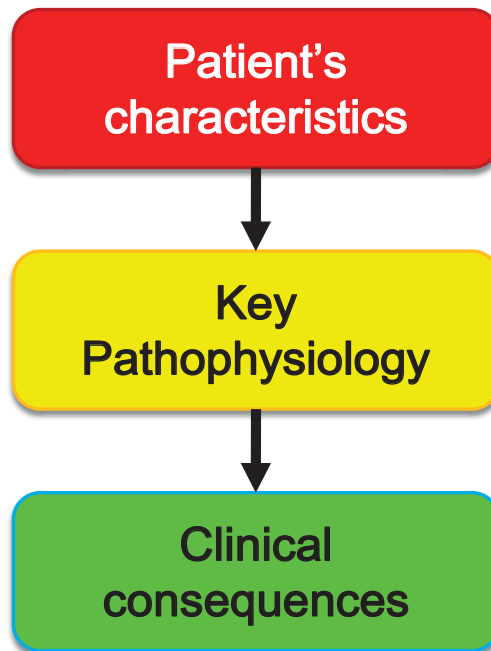 Patient’s
characteristics
Key
Pathophysiology
Clinical
consequences